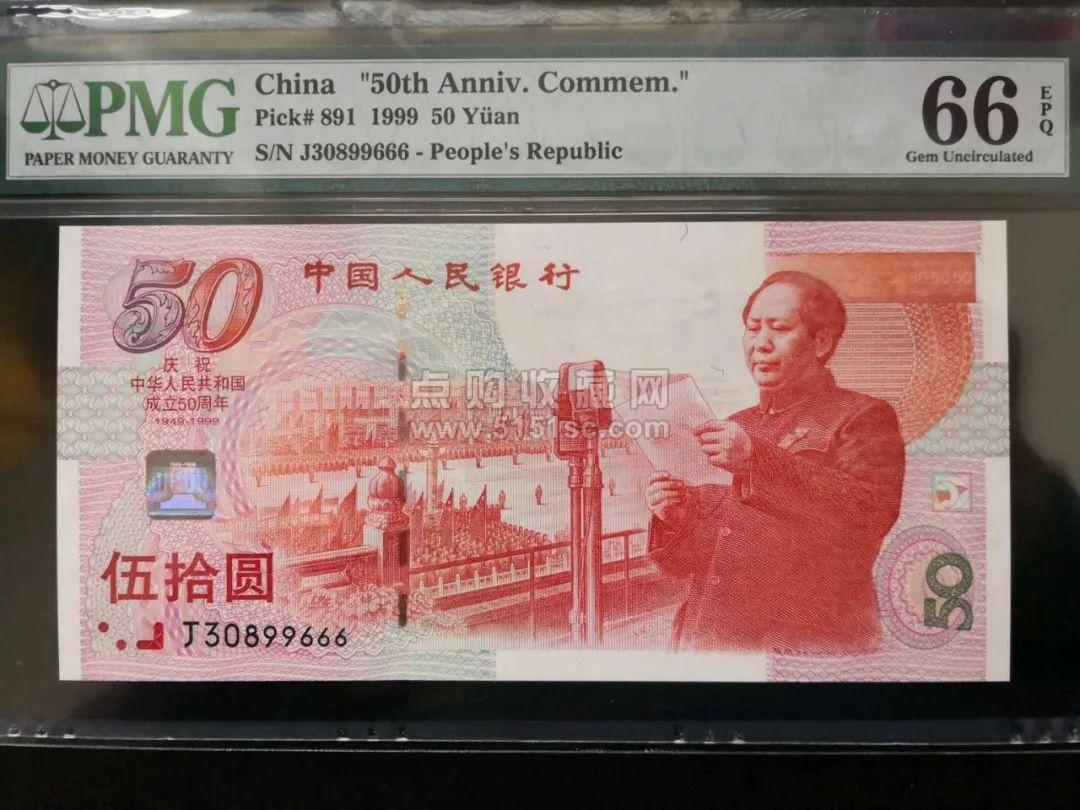 PMG
PAPER MONEY GUARANTY
China "50th Anniv. Commem."
Pick# 891 1999 50 Yüan
S/N J30899666 - People's Republic
66
EPQ
Gem Uncirculated
50
中国人民银行
庆祝
中华人民共和国
成立50周年
1949-1999
点购收藏网
www.5151sc.com
伍拾圆
J30899666
50